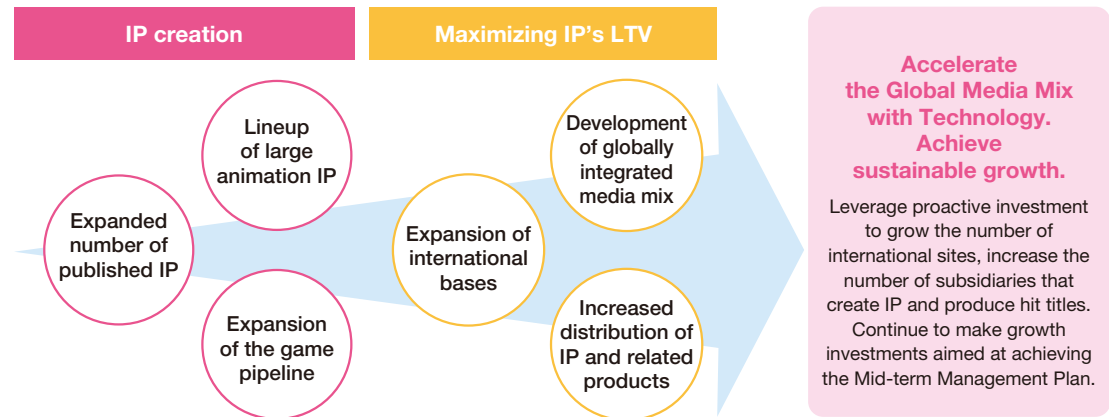 IP creation
Expanded
number of
published IP
Lineup
of large
animation IP
Expansion
of the game
pipeline
Maximizing IP's LTV
Expansion of
international
bases
Development
of globally
integrated
media mix
Increased
distribution of
IP and related
products
Accelerate
the Global Media Mix
with Technology.
Achieve
sustainable growth.
Leverage proactive investment
to grow the number of
international sites, increase the
number of subsidiaries that
create IP and produce hit titles.
Continue to make growth
investments aimed at achieving
the Mid-term Management Plan.